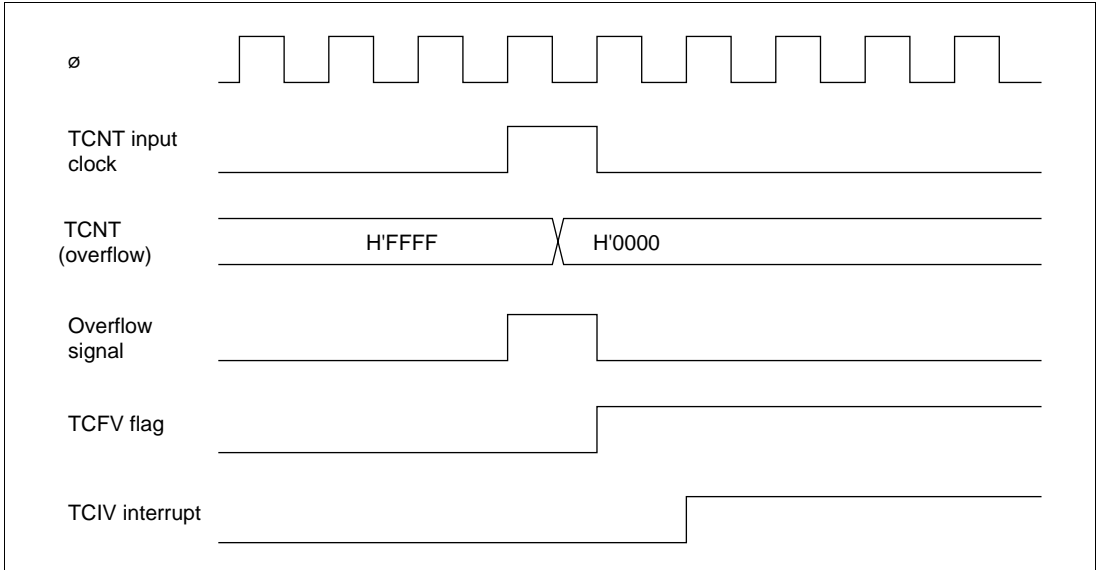 ø
TCNT input
clock
TCNT
(overflow)
H'FFFF
H'0000
Overflow
signal
TCFV flag
TCIV interrupt